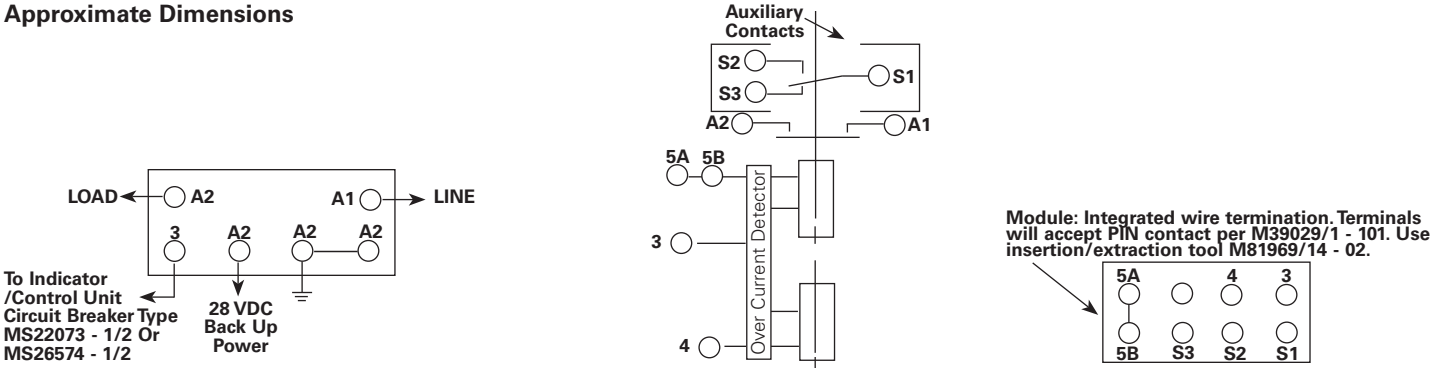 Approximate Dimensions
LOAD
A2
A1
LINE
3
A2
A2
A2
To Indicator
/Control Unit
Circuit Breaker Type
MS22073 - 1/2 Or
MS26574 - 1/2
28 VDC
Back Up
Power
Auxiliary
Contacts
S2
S3
S1
A2
A1
5A
5B
3
4
Over Current Detector
Module: Integrated wire termination. Terminals
will accept PIN contact per M39029/1 - 101. Use
insertion/extraction tool M81969/14 - 02.
5A
4
3
5B
S3
S2
S1